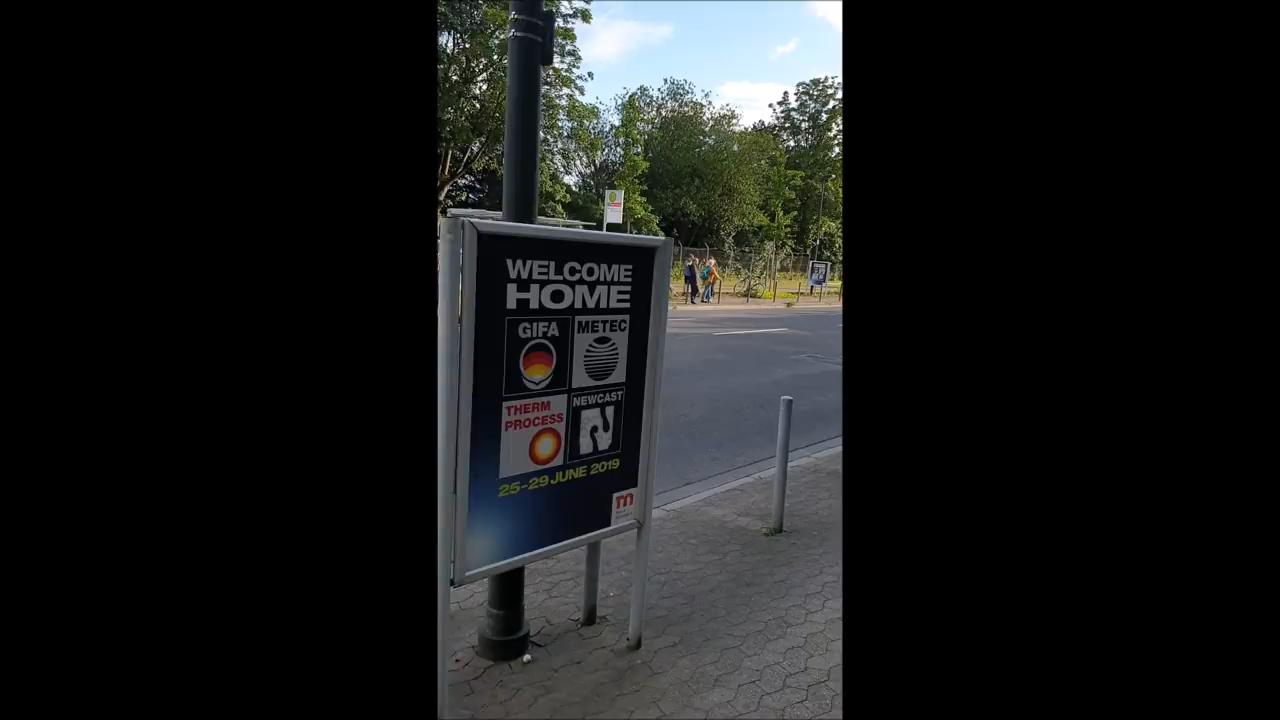 WELCOME
HOME
GIFA
METEC
THERM
PROCESS
NEWCAST
25-29 JUNE 2019
m